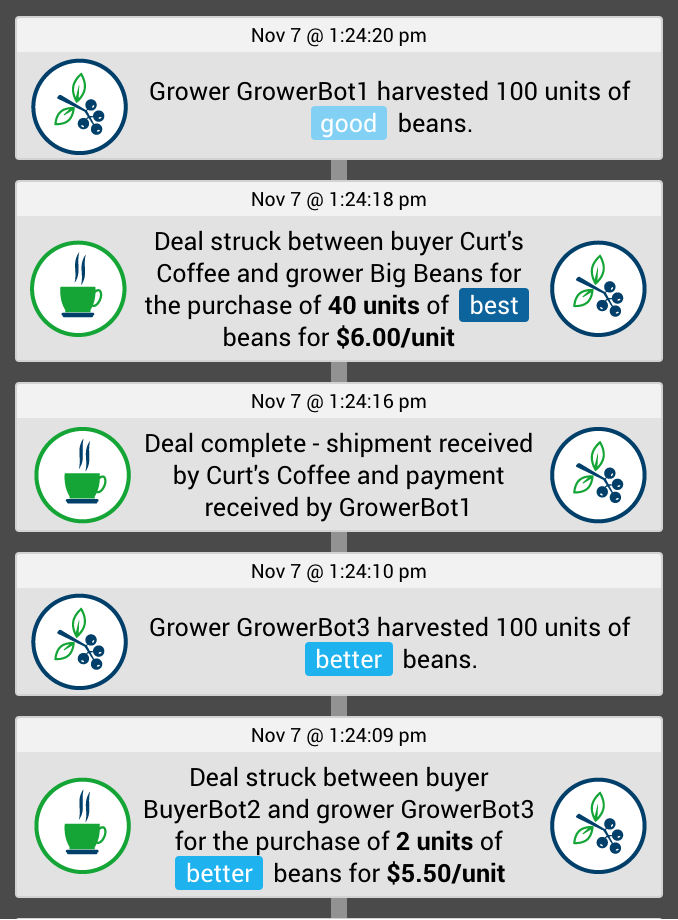 Nov 7 @ 1:24:20 pm
Grower GrowerBot1 harvested 100 units of
good beans.
Nov 7 @ 1:24:18 pm
Deal struck between buyer Curt's
Coffee and grower Big Beans for
the purchase of 40 units of best
beans for $6.00/unit
Nov 7 @ 1:24:16 pm
Deal complete - shipment received
by Curt's Coffee and payment
received by GrowerBot1
Nov 7 @ 1:24:10 pm
Grower GrowerBot3 harvested 100 units of
better beans.
Nov 7 @ 1:24:09 pm
Deal struck between buyer
BuyerBot2 and grower GrowerBot3
for the purchase of 2 units of
better beans for $5.50/unit